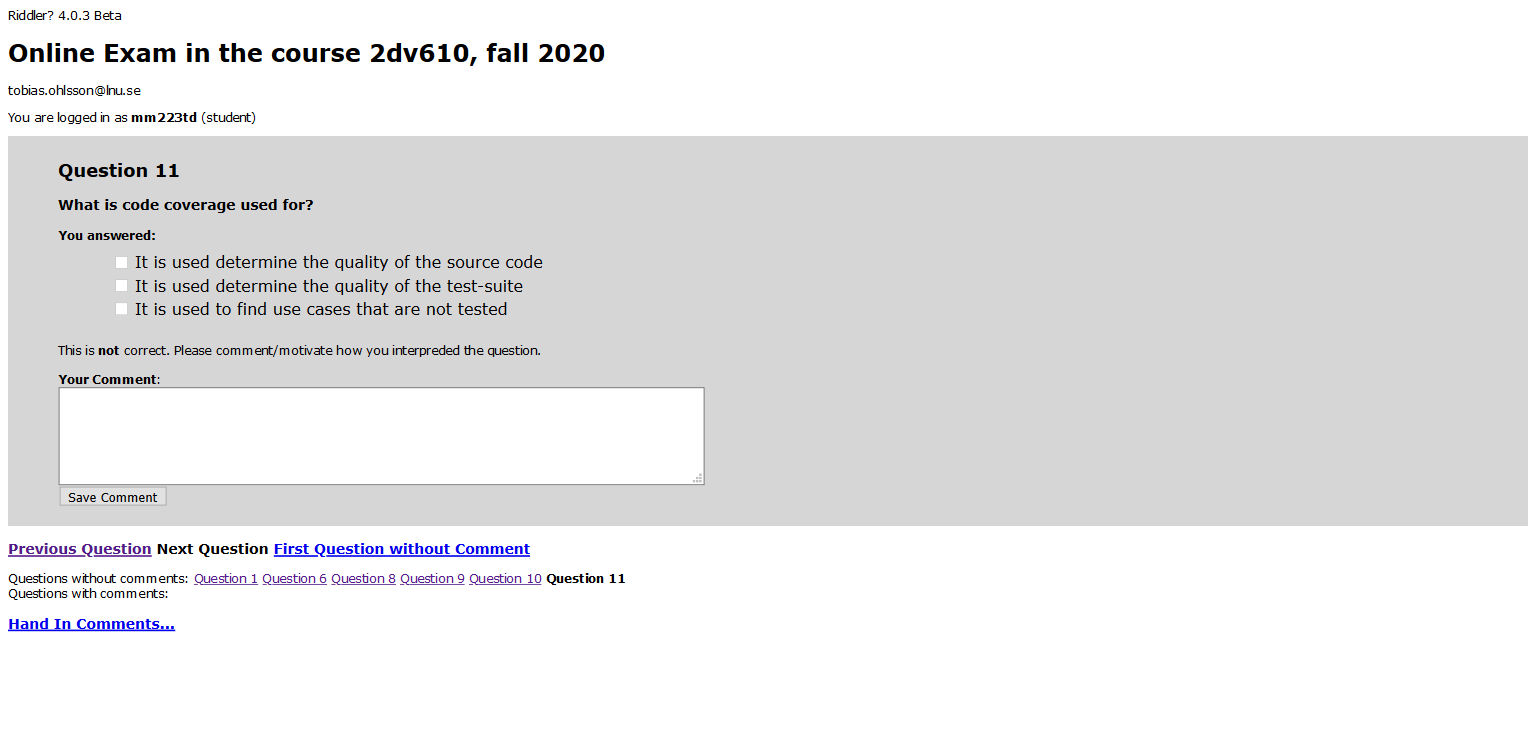 Riddler? 4.0.3 Beta
Online Exam in the course 2dv610, fall 2020
tobias.ohlsson@lnu.se
You are logged in as mm223td (student)
Question 11
What is code coverage used for?
You answered:
It is used determine the quality of the source code
It is used determine the quality of the test-suite
It is used to find use cases that are not tested
This is not correct. Please comment/motivate how you interpreded the question.
Your Comment:
Save Comment
Previous Question Next Question First Question without Comment
Questions without comments: Question 1 Question 6 Question 8 Question 9 Question 10 Question 11
Questions with comments:
Hand In Comments...